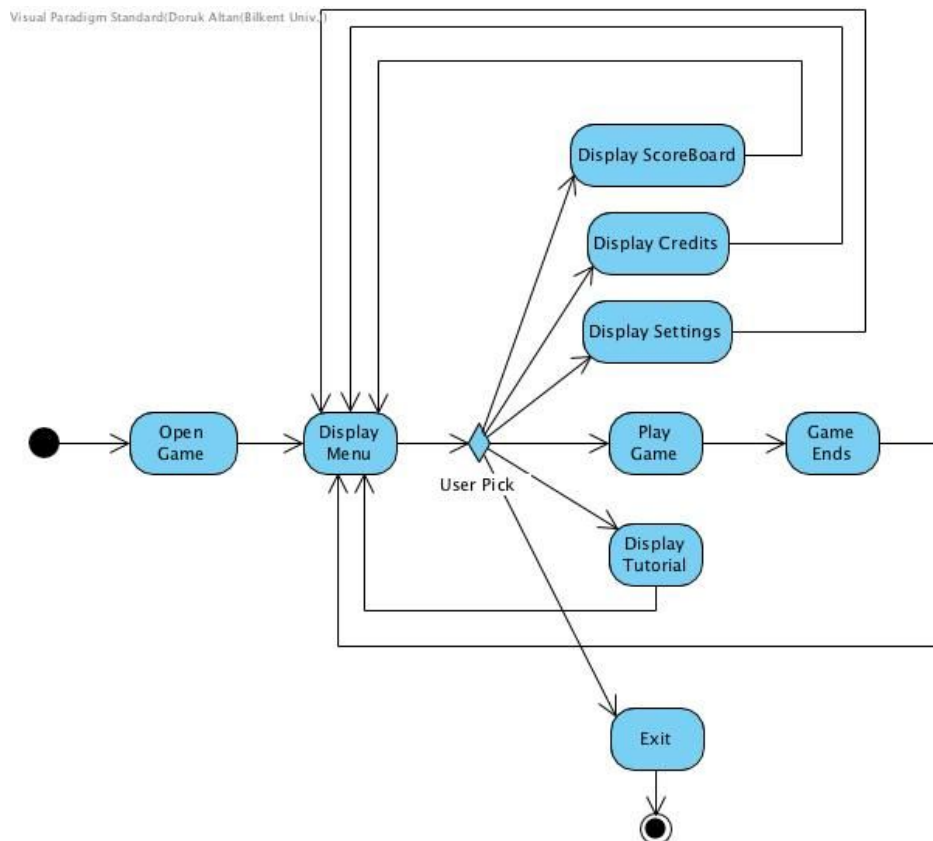 Visual Paradigm Standard(Doruk Altan(Bilkent Univ.))
Display ScoreBoard
Display Credits
Display Settings
Open
Game
Display
Menu
User Pick
Play
Game
Game
Ends
Display
Tutorial
Exit